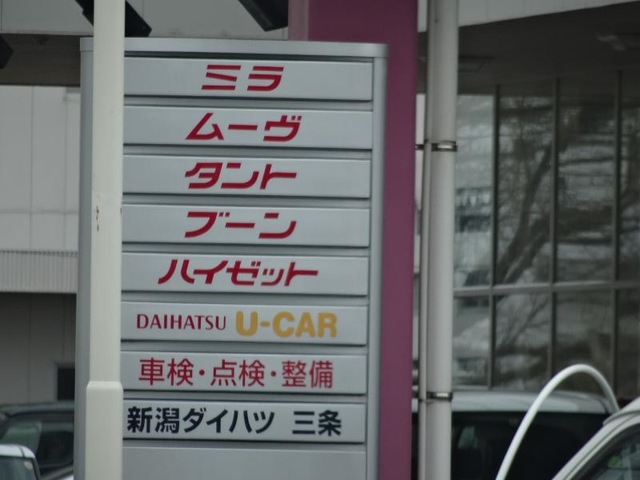 ミラ
ムーヴ
タント
ブーン
ハイゼット
DAIHATSU U-CAR
車検・点検・整備
新潟ダイハツ 三条